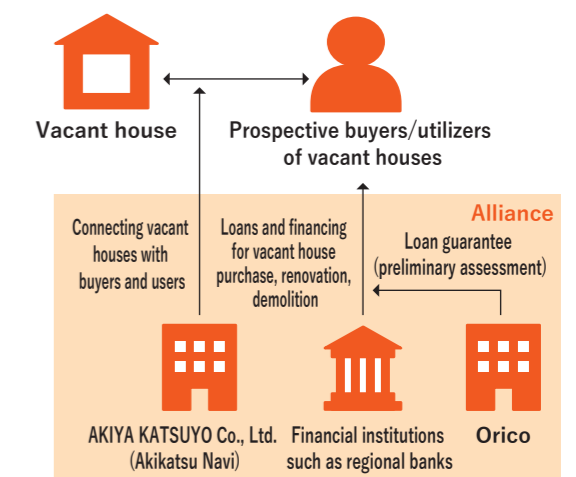 Vacant house
Prospective buyers/utilizers
of vacant houses
Alliance
Connecting vacant
houses with
buyers and users
Loans and financing
for vacant house
purchase, renovation,
demolition
Loan guarantee
(preliminary assessment)
AKIYA KATSUYO Co., Ltd.
(Akikatsu Navi)
Financial institutions
such as regional banks
Orico